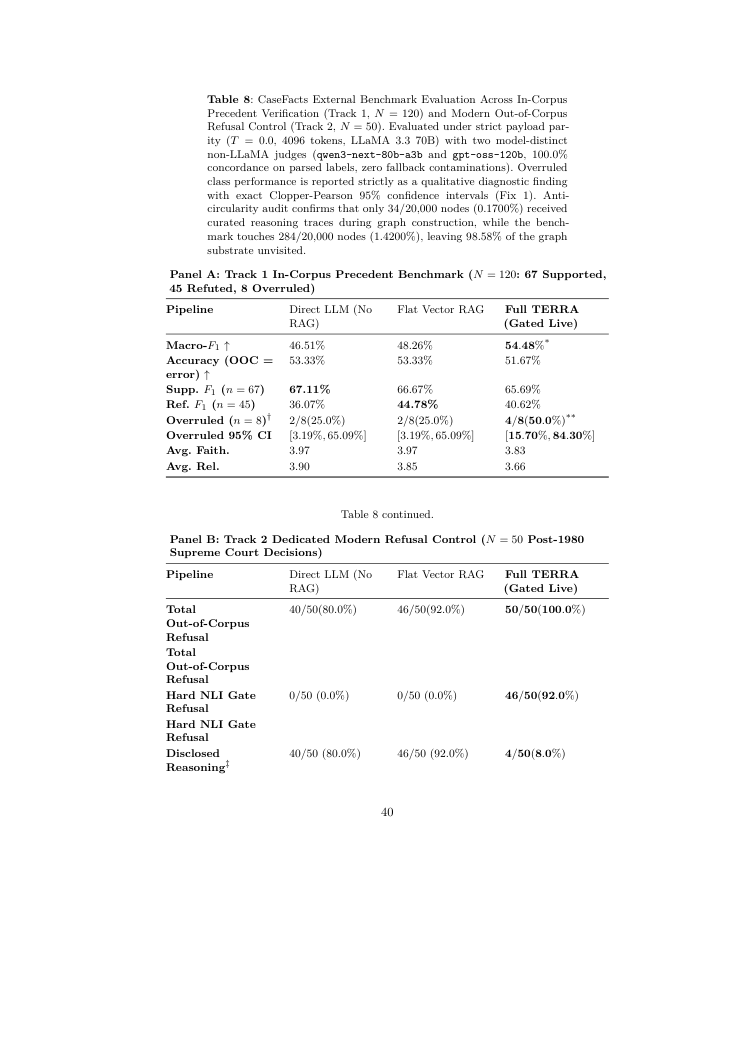 Table 8: CaseFacts External Benchmark Evaluation Across In-Corpus
Precedent Verification (Track 1, N = 120) and Modern Out-of-Corpus
Refusal Control (Track 2, N = 50). Evaluated under strict payload par-
ity (T = 0.0, 4096 tokens, LLaMA 3.3 70B) with two model-distinct
non-LLaMA judges (qwen3-next-80b-a3b and gpt-oss-120b, 100.0%
concordance on parsed labels, zero fallback contaminations). Overruled
class performance is reported strictly as a qualitative diagnostic finding
with exact Clopper-Pearson 95% confidence intervals (Fix 1). Anti-
circularity audit confirms that only 34/20,000 nodes (0.1700%) received
curated reasoning traces during graph construction, while the bench-
mark touches 284/20,000 nodes (1.4200%), leaving 98.58% of the graph
substrate unvisited.
Panel A: Track 1 In-Corpus Precedent Benchmark (N = 120: 67 Supported,
45 Refuted, 8 Overruled)
Pipeline Direct LLM (No Flat Vector RAG Full TERRA
RAG) (Gated Live)
Macro-F1 ↑ 46.51% 48.26% 54.48%*
Accuracy (OOC = 53.33% 53.33% 51.67%
error) ↑
Supp. F1 (n = 67) 67.11% 66.67% 65.69%
Ref. F1 (n = 45) 36.07% 44.78% 40.62%
Overruled (n = 8)† 2/8(25.0%) 2/8(25.0%) 4/8(50.0%)**
Overruled 95% CI [3.19%, 65.09%] [3.19%, 65.09%] [15.70%, 84.30%]
Avg. Faith. 3.97 3.97 3.83
Avg. Rel. 3.90 3.85 3.66
Table 8 continued.
Panel B: Track 2 Dedicated Modern Refusal Control (N = 50 Post-1980
Supreme Court Decisions)
Pipeline Direct LLM (No Flat Vector RAG Full TERRA
RAG) (Gated Live)
Total 40/50(80.0%) 46/50(92.0%) 50/50(100.0%)
Out-of-Corpus
Refusal
Total
Out-of-Corpus
Refusal
Hard NLI Gate 0/50 (0.0%) 0/50 (0.0%) 46/50(92.0%)
Refusal
Hard NLI Gate
Refusal
Disclosed 40/50 (80.0%) 46/50 (92.0%) 4/50(8.0%)
Reasoning‡
40